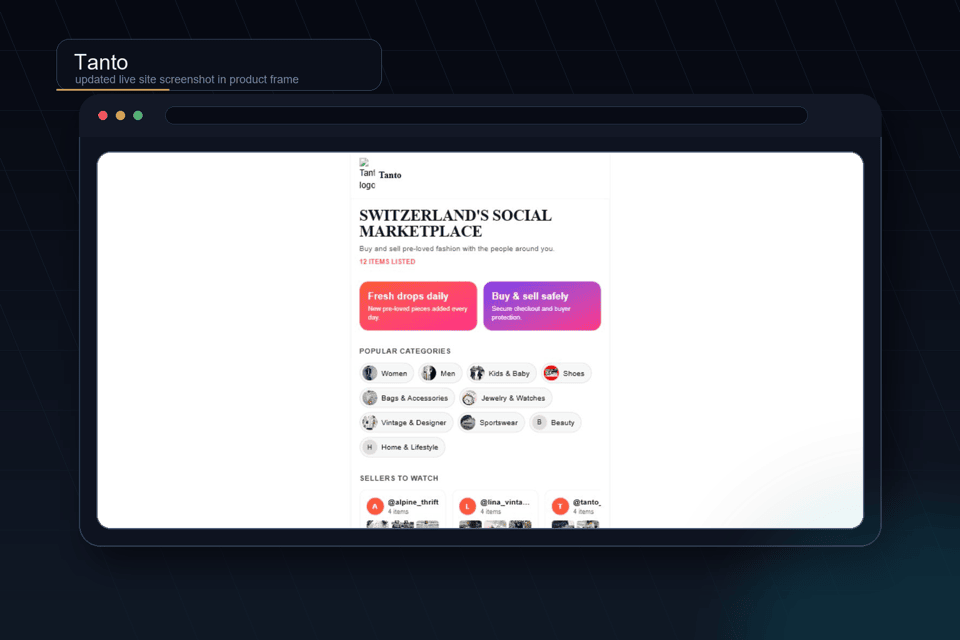 Tanto
updated live site screenshot in product frame
Tanto
logo
Tanto
SWITZERLAND'S SOCIAL
MARKETPLACE
Buy and sell pre-loved fashion with the people around you.
12 ITEMS LISTED
Fresh drops daily
New pre-loved pieces added every
day.
Buy & sell safely
Secure checkout and buyer
protection.
POPULAR CATEGORIES
Women
Men
Kids & Baby
Shoes
Bags & Accessories
Jewelry & Watches
Vintage & Designer
Sportswear
B Beauty
H Home & Lifestyle
SELLERS TO WATCH
A @alpine_thrift
4 items
L @lina_vinta...
4 items
T @tanto_
4 items